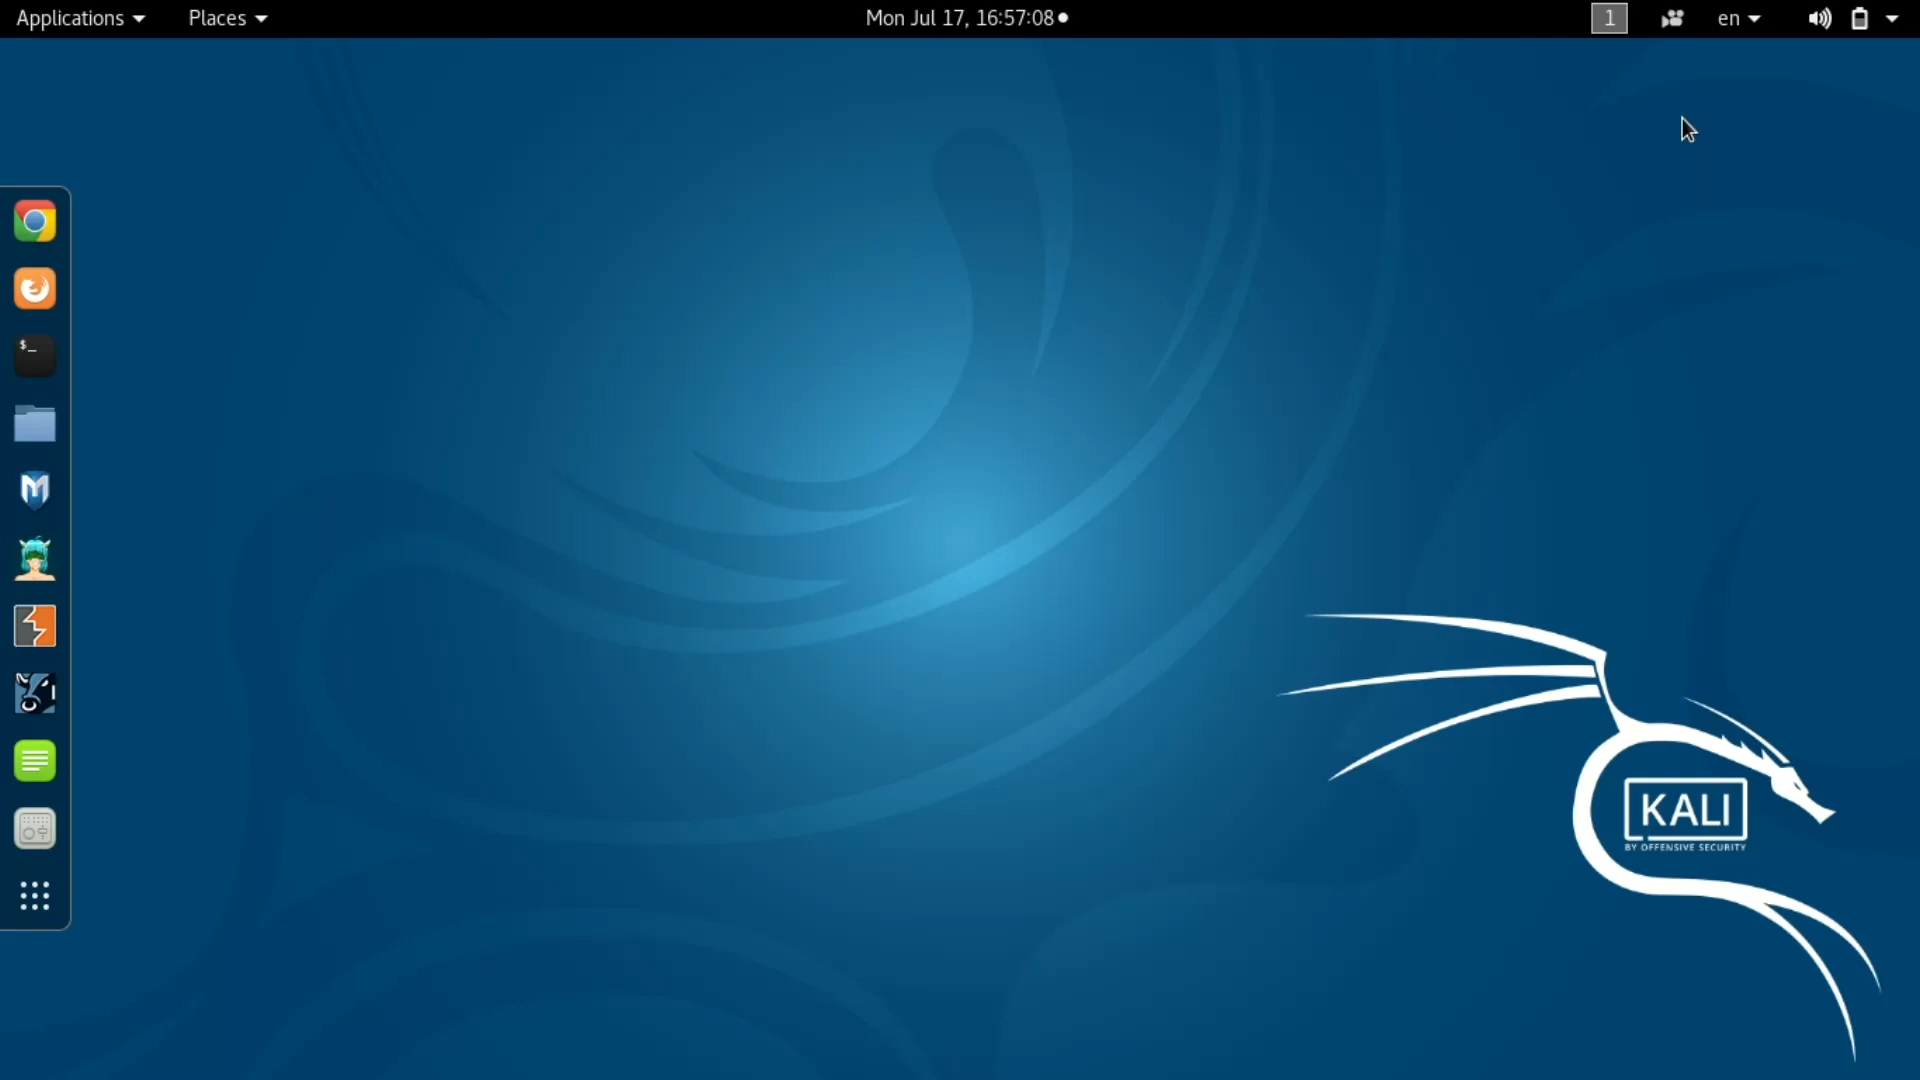 Applications Places Mon Jul 17, 16:57:08 1 en
$_
KALI
BY OFFENSIVE SECURITY